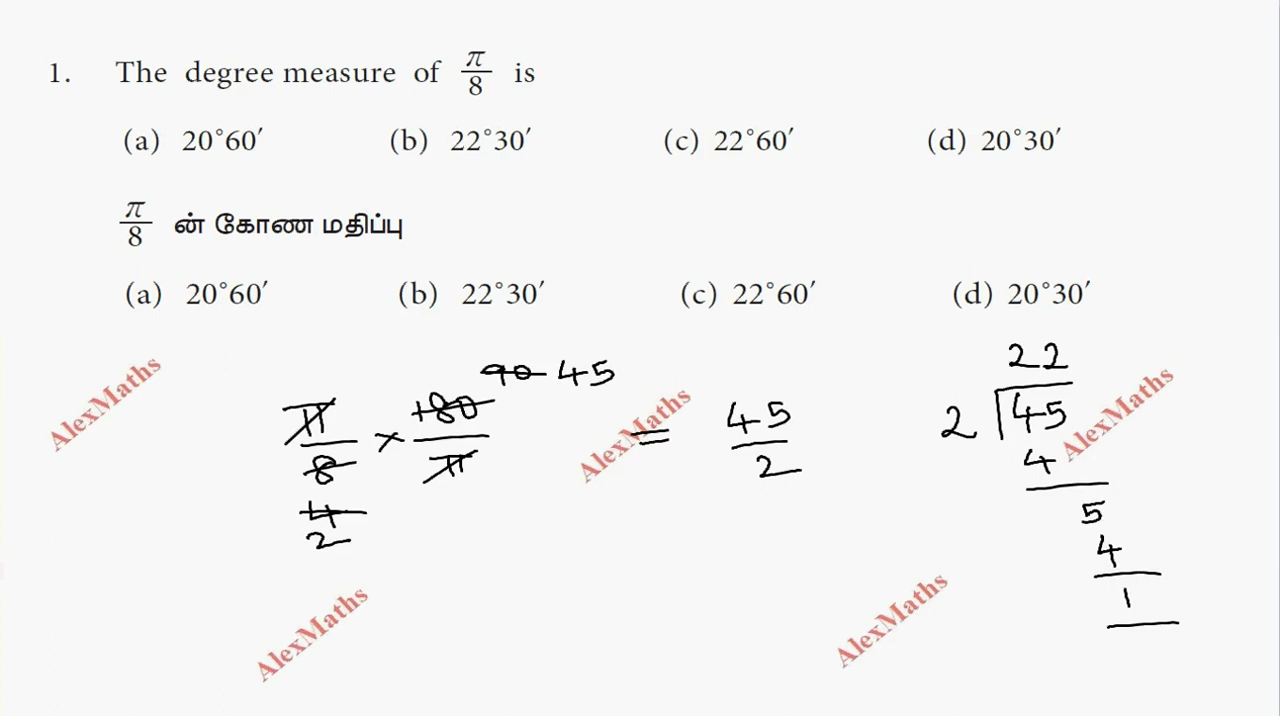 1. The degree measure of π/8 is
(a) 20°60′ (b) 22°30′ (c) 22°60′ (d) 20°30′
π/8 ன் கோண மதிப்பு
(a) 20°60′ (b) 22°30′ (c) 22°60′ (d) 20°30′
22
90 45
π/8 × 180/π = 45/2
2 45
4
4
5
2
4
1
AlexMaths
AlexMaths
AlexMaths
AlexMaths
AlexMaths